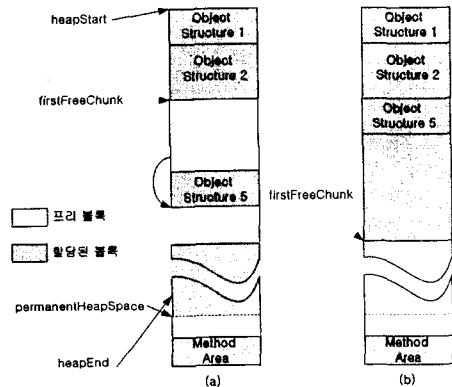 heapStart
Object
Structure 1
Object
Structure 2
firstFreeChunk
Object
Structure 5
프리 블록
할당된 블록
permanentHeapSpace
heapEnd
Method
Area
(a)
Object
Structure 1
Object
Structure 2
Object
Structure 5
firstFreeChunk
Method
Area
(b)